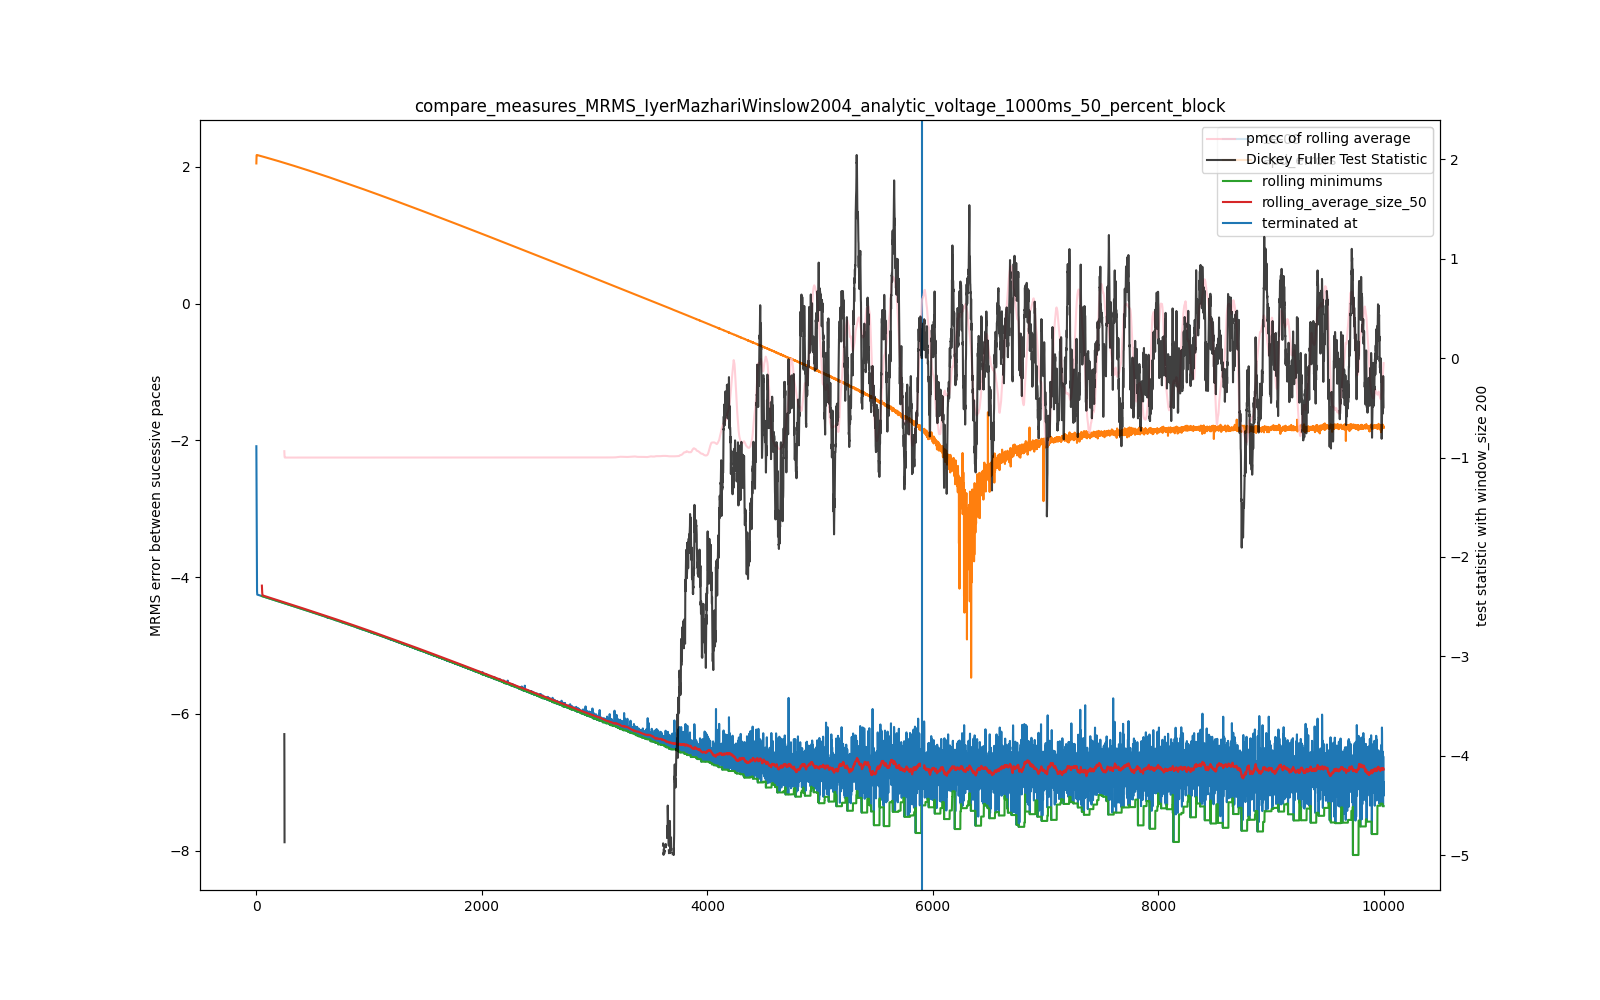 compare_measures_MRMS_IyerMazhariWinslow2004_analytic_voltage_1000ms_50_percent_block
MRMS error between sucessive paces
2
0
−2
−4
−6
−8
0
2000
4000
6000
8000
10000
2
1
0
−1
−2
−3
−4
−5
test statistic with window_size 200
pmcc of rolling average
Dickey Fuller Test Statistic
rolling minimums
rolling_average_size_50
terminated at